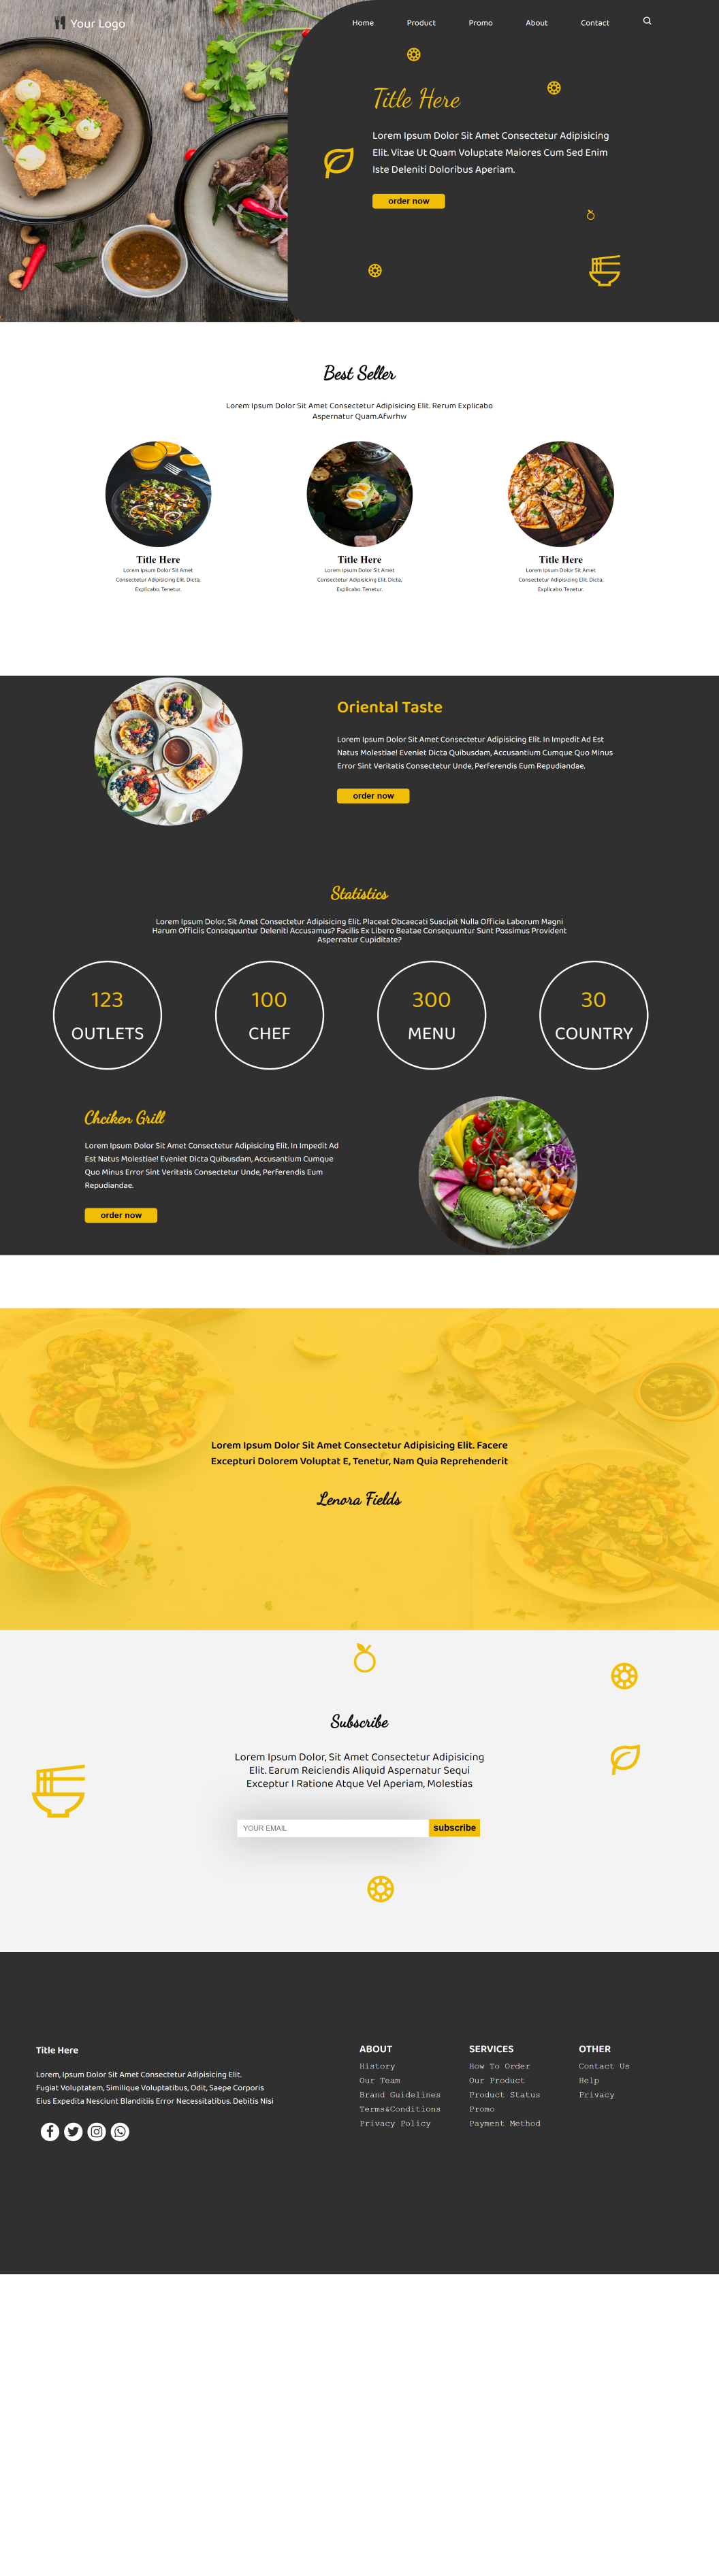 Your Logo
Home Product Promo About Contact
Title Here
Lorem Ipsum Dolor Sit Amet Consectetur Adipisicing
Elit. Vitae Ut Quam Voluptate Maiores Cum Sed Enim
Iste Deleniti Doloribus Aperiam.
order now
Best Seller
Lorem Ipsum Dolor Sit Amet Consectetur Adipisicing Elit. Rerum Explicabo
Aspernatur Quam.Afwrhw
Title Here
Lorem Ipsum Dolor Sit Amet
Consectetur Adipisicing Elit. Dicta,
Explicabo. Tenetur.
Title Here
Lorem Ipsum Dolor Sit Amet
Consectetur Adipisicing Elit. Dicta,
Explicabo. Tenetur.
Title Here
Lorem Ipsum Dolor Sit Amet
Consectetur Adipisicing Elit. Dicta,
Explicabo. Tenetur.
Oriental Taste
Lorem Ipsum Dolor Sit Amet Consectetur Adipisicing Elit. In Impedit Ad Est
Natus Molestiae! Eveniet Dicta Quibusdam, Accusantium Cumque Quo Minus
Error Sint Veritatis Consectetur Unde, Perferendis Eum Repudiandae.
order now
Statistics
Lorem Ipsum Dolor, Sit Amet Consectetur Adipisicing Elit. Placeat Obcaecati Suscipit Nulla Officia Laborum Magni
Harum Officiis Consequuntur Deleniti Accusamus? Facilis Ex Libero Beatae Consequuntur Sunt Possimus Provident
Aspernatur Cupiditate?
123
OUTLETS
100
CHEF
300
MENU
30
COUNTRY
Chciken Grill
Lorem Ipsum Dolor Sit Amet Consectetur Adipisicing Elit. In Impedit Ad
Est Natus Molestiae! Eveniet Dicta Quibusdam, Accusantium Cumque
Quo Minus Error Sint Veritatis Consectetur Unde, Perferendis Eum
Repudiandae.
order now
Lorem Ipsum Dolor Sit Amet Consectetur Adipisicing Elit. Facere
Excepturi Dolorem Voluptat E, Tenetur, Nam Quia Reprehenderit
Lenora Fields
Subscribe
Lorem Ipsum Dolor, Sit Amet Consectetur Adipisicing
Elit. Earum Reiciendis Aliquid Aspernatur Sequi
Exceptur I Ratione Atque Vel Aperiam, Molestias
YOUR EMAIL subscribe
Title Here
Lorem, Ipsum Dolor Sit Amet Consectetur Adipisicing Elit.
Fugiat Voluptatem, Similique Voluptatibus, Odit, Saepe Corporis
Eius Expedita Nesciunt Blanditiis Error Necessitatibus. Debitis Nisi
ABOUT
History
Our Team
Brand Guidelines
Terms&Conditions
Privacy Policy
SERVICES
How To Order
Our Product
Product Status
Promo
Payment Method
OTHER
Contact Us
Help
Privacy